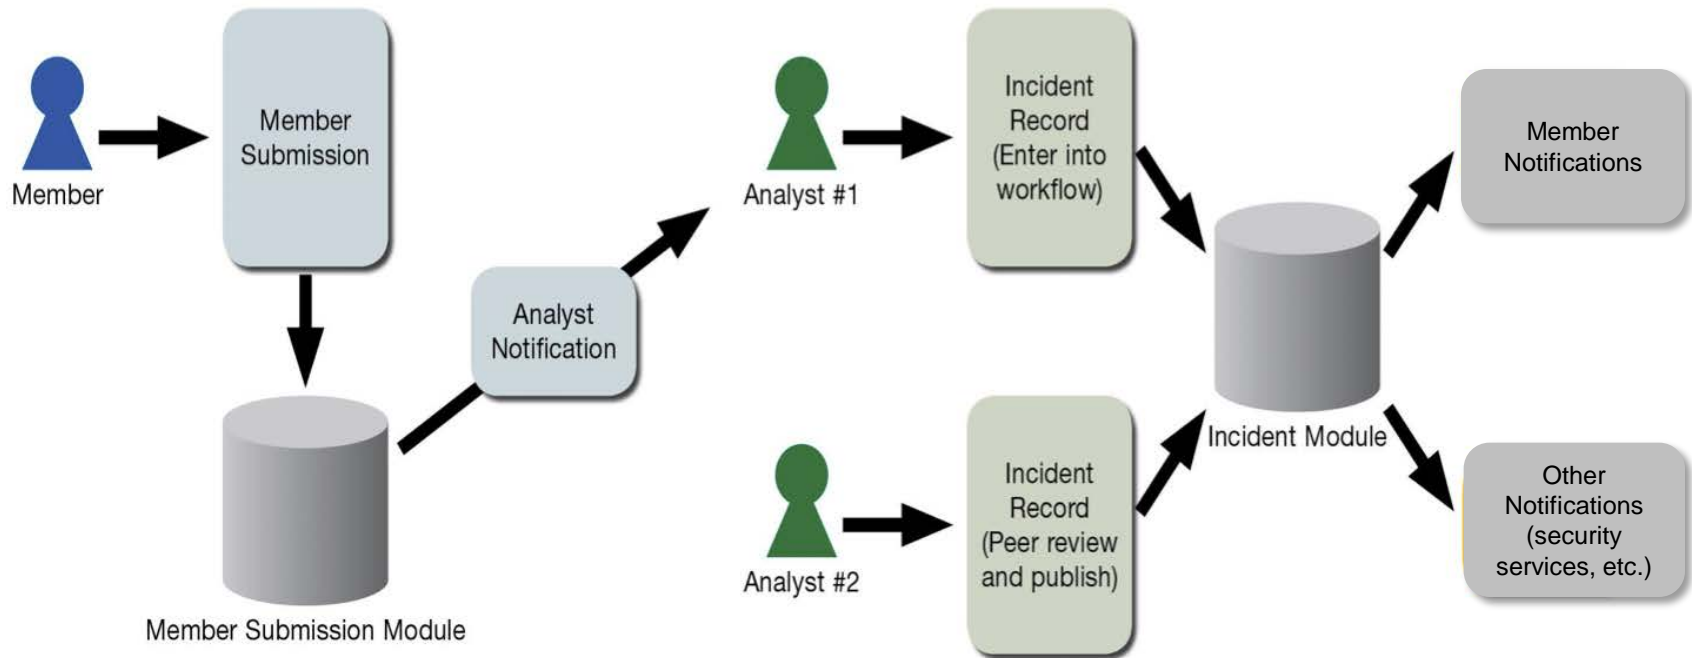 Member
Member
Submission
Member Submission Module
Analyst
Notification
Analyst #1
Incident
Record
(Enter into
workflow)
Analyst #2
Incident
Record
(Peer review
and publish)
Incident Module
Member
Notifications
Other
Notifications
(security
services, etc.)